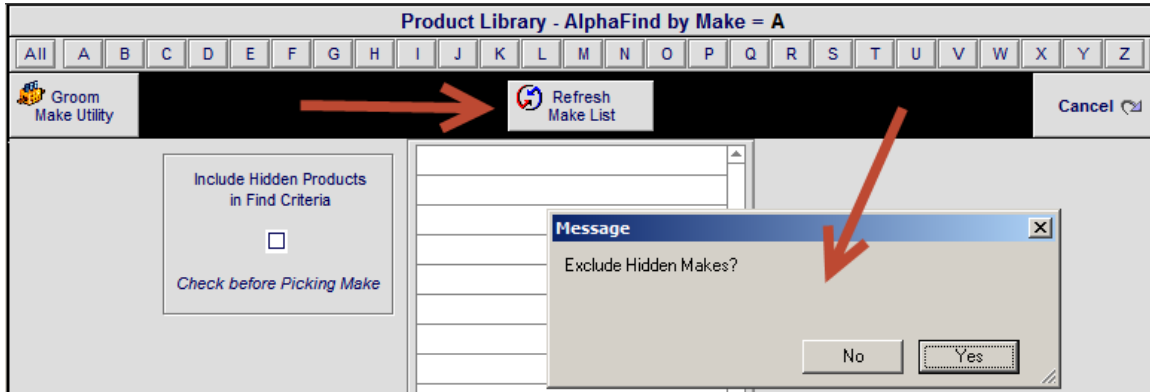 Product Library - AlphaFind by Make = A
All A B C D E F G H I J K L M N O P Q R S T U V W X Y Z
Groom
Make Utility
Refresh
Make List
Cancel
Include Hidden Products
in Find Criteria
Check before Picking Make
Message
Exclude Hidden Makes?
No Yes